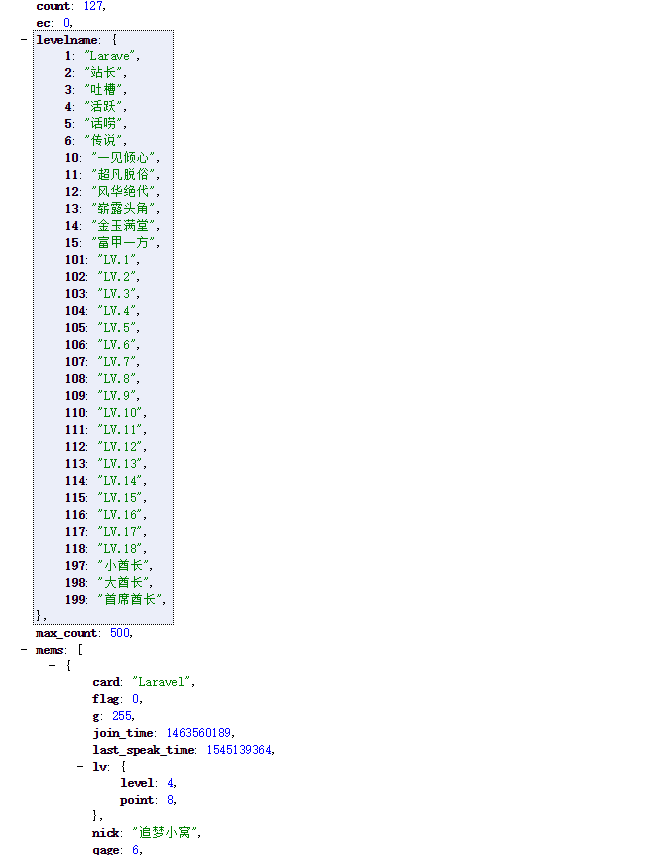 count: 127,
ec: 0,
- levelname: {
1: "Larave",
2: "站长",
3: "吐槽",
4: "活跃",
5: "话唠",
6: "传说",
10: "一见倾心",
11: "超凡脱俗",
12: "风华绝代",
13: "崭露头角",
14: "金玉满堂",
15: "富甲一方",
101: "LV.1",
102: "LV.2",
103: "LV.3",
104: "LV.4",
105: "LV.5",
106: "LV.6",
107: "LV.7",
108: "LV.8",
109: "LV.9",
110: "LV.10",
111: "LV.11",
112: "LV.12",
113: "LV.13",
114: "LV.14",
115: "LV.15",
116: "LV.16",
117: "LV.17",
118: "LV.18",
197: "小酋长",
198: "大酋长",
199: "首席酋长",
},
max_count: 500,
- mems: [
- {
card: "Laravel",
flag: 0,
g: 255,
join_time: 1463560189,
last_speak_time: 1545139364,
- lv: {
level: 4,
point: 8,
},
nick: "追梦小窝",
qage: 6,